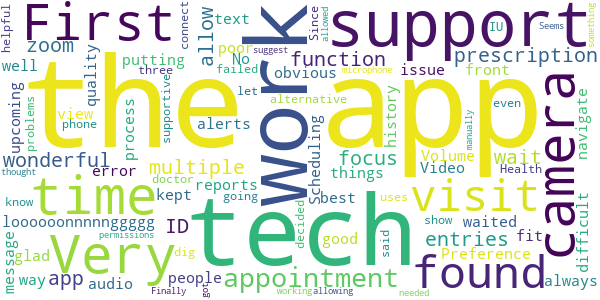 First
work
support
helpful
Since
allow
connect
allowed
text
IU
Seems
something
zoom
No
poor
suggest
function
prescription
well
putting
failed
three
microphone
issue
front
camera
upcoming
quality
the app
obvious
alternative
let
even
problems
view
phone
process
supportive
alerts
Scheduling
history
manually
navigate
wonderful
error
multiple
focus
wait
Volume
Video
Health
thought
doctor
reports
things
time
kept
going
best
visit
uses
know
loooooonnnnnggggg
tech
decided
said
good
waited
fit
show
difficult
message
Very
ID
dig
entries
always
glad
permissions
Preference
way
app
people
appointment
found
audio
Finally
got
working
allowing
needed